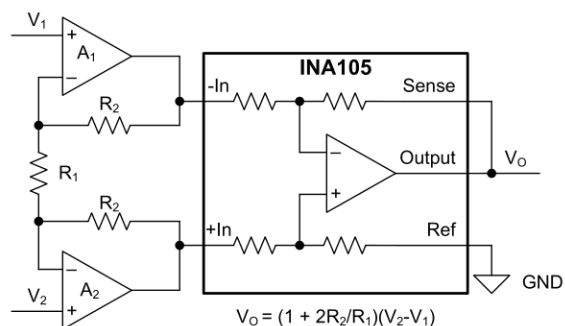 V1
+
A1
−
INA105
-In
Sense
R2
R1
−
Output
VO
+
R2
+In
Ref
−
A2
V2
+
GND
VO = (1 + 2R2/R1)(V2-V1)